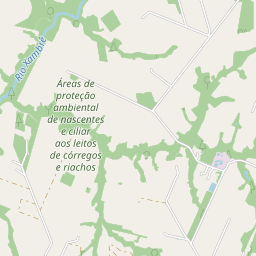 Rio Xambrê
Áreas de
proteção
ambiental
de nascentes
e ciliar
aos leitos
de córregos
e riachos